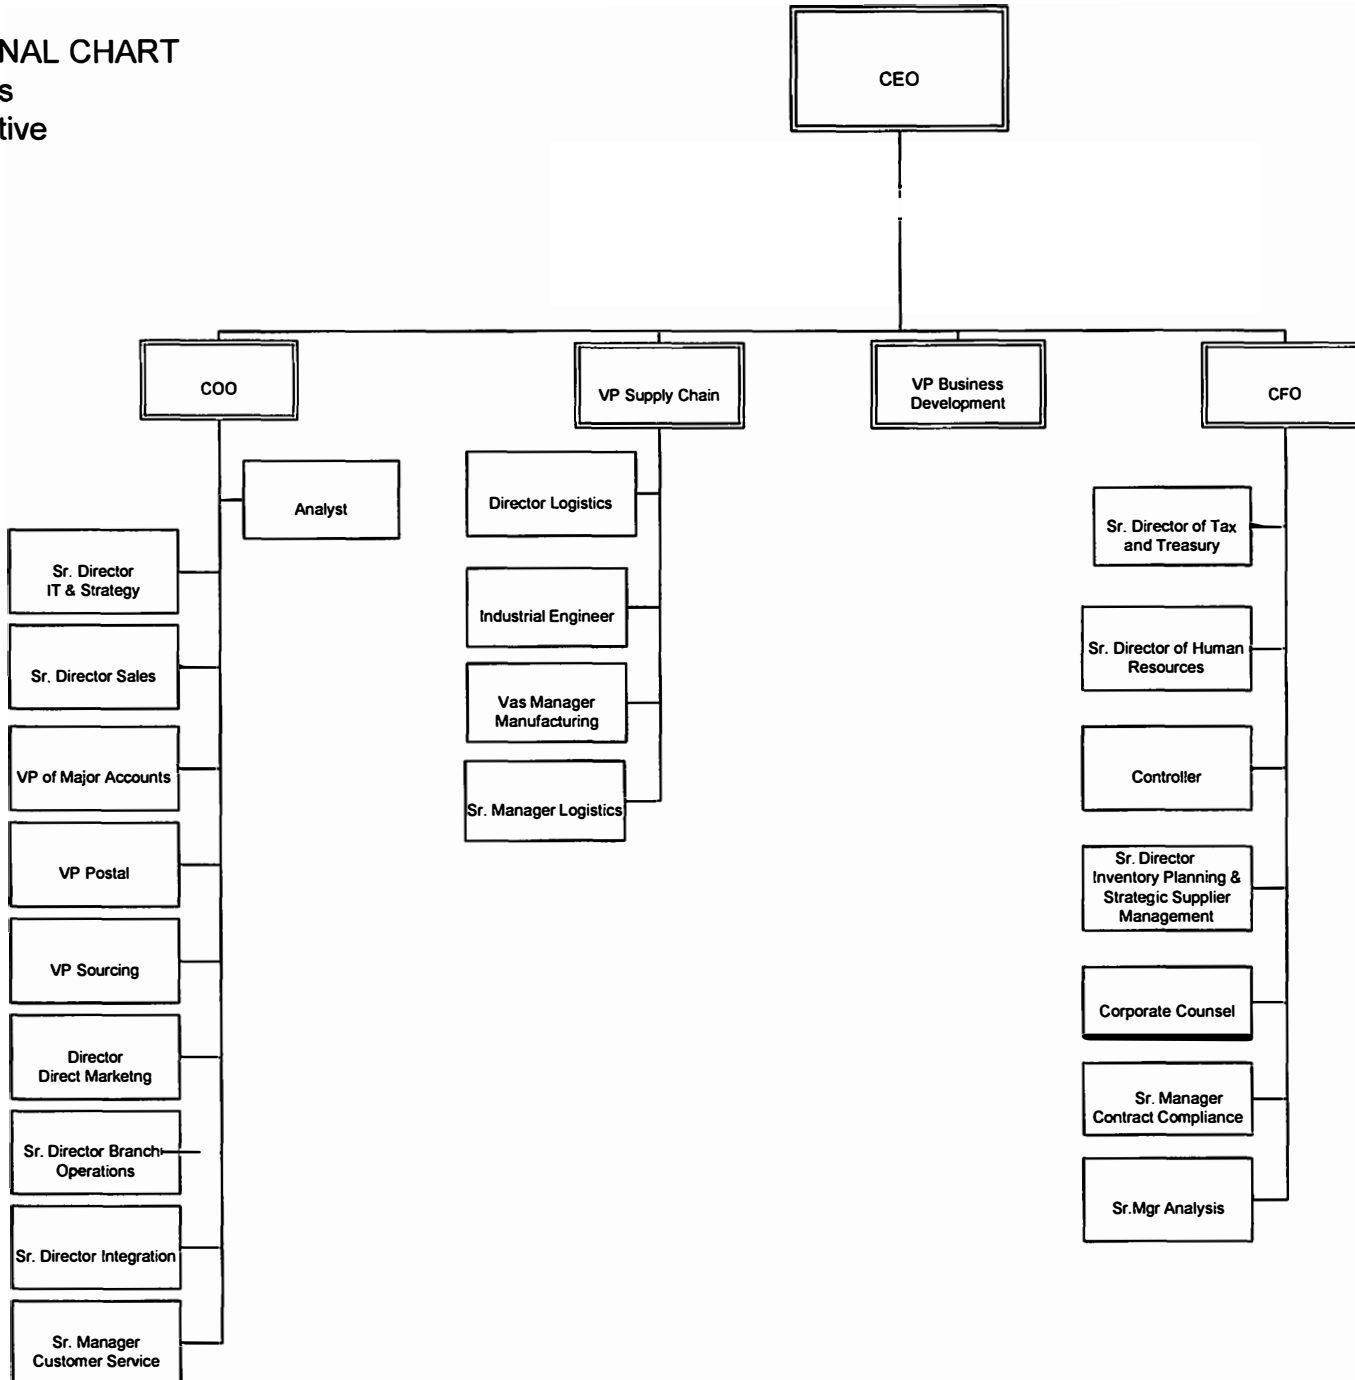 NAL CHART
s
tive
CEO
COO
VP Supply Chain
VP Business
Development
CFO
Analyst
Sr. Director
IT & Strategy
Sr. Director Sales
VP of Major Accounts
VP Postal
VP Sourcing
Director
Direct Marketng
Sr. Director Branch
Operations
Sr. Director Integration
Sr. Manager
Customer Service
Director Logistics
Industrial Engineer
Vas Manager
Manufacturing
Sr. Manager Logistics
Sr. Director of Tax
and Treasury
Sr. Director of Human
Resources
Controller
Sr. Director
Inventory Planning &
Strategic Supplier
Management
Corporate Counsel
Sr. Manager
Contract Compliance
Sr.Mgr Analysis